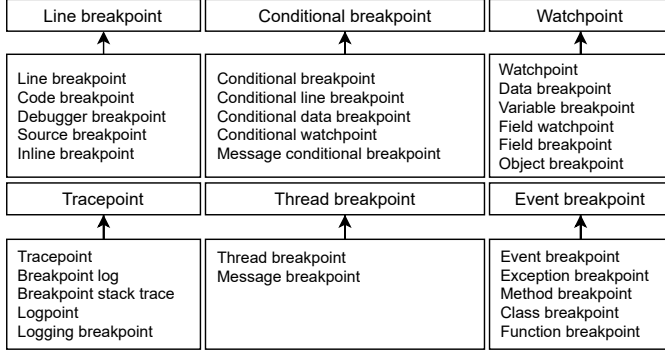 Line breakpoint
Conditional breakpoint
Watchpoint
Line breakpoint
Code breakpoint
Debugger breakpoint
Source breakpoint
Inline breakpoint
Conditional breakpoint
Conditional line breakpoint
Conditional data breakpoint
Conditional watchpoint
Message conditional breakpoint
Watchpoint
Data breakpoint
Variable breakpoint
Field watchpoint
Field breakpoint
Object breakpoint
Tracepoint
Thread breakpoint
Event breakpoint
Tracepoint
Breakpoint log
Breakpoint stack trace
Logpoint
Logging breakpoint
Thread breakpoint
Message breakpoint
Event breakpoint
Exception breakpoint
Method breakpoint
Class breakpoint
Function breakpoint